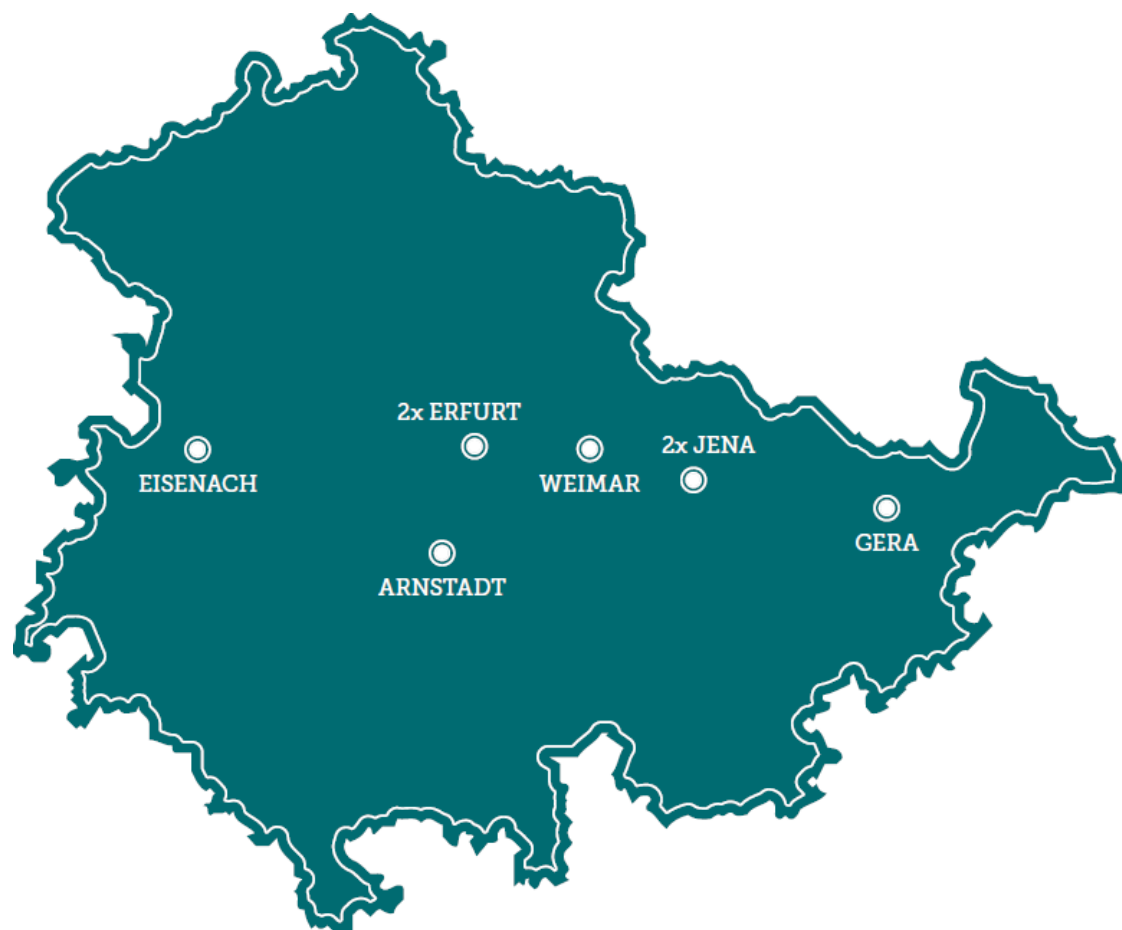 2x ERFURT
2x JENA
EISENACH
WEIMAR
GERA
ARNSTADT